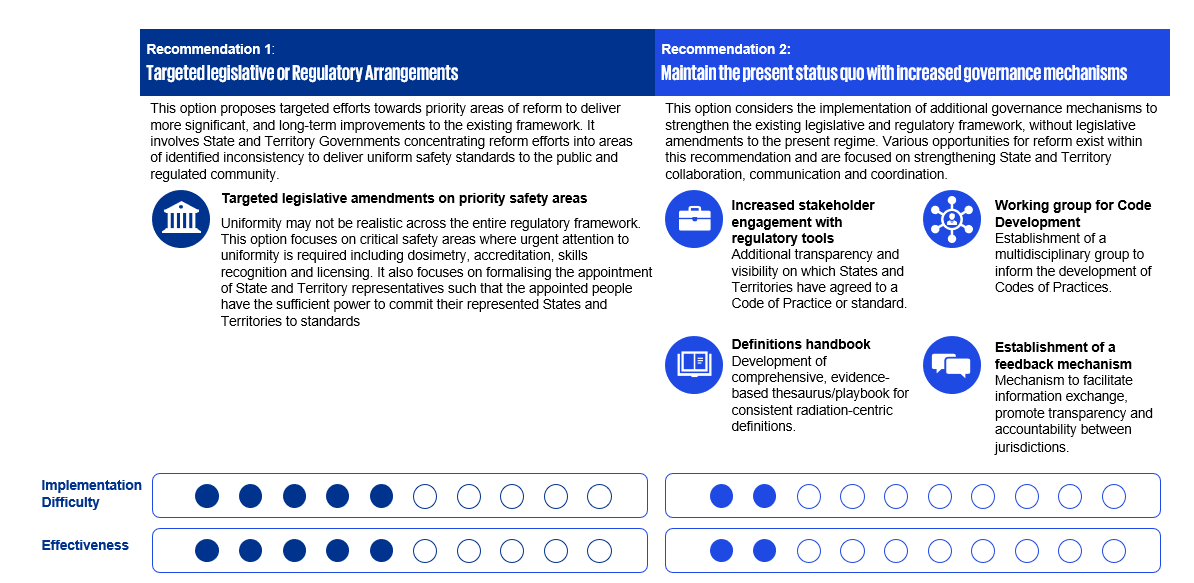 Recommendation 1:
Targeted legislative or Regulatory Arrangements
This option proposes targeted efforts towards priority areas of reform to deliver
more significant, and long-term improvements to the existing framework. It
involves State and Territory Governments concentrating reform efforts into areas
of identified inconsistency to deliver uniform safety standards to the public and
regulated community.
Targeted legislative amendments on priority safety areas
Uniformity may not be realistic across the entire regulatory framework.
This option focuses on critical safety areas where urgent attention to
uniformity is required including dosimetry, accreditation, skills
recognition and licensing. It also focuses on formalising the appointment
of State and Territory representatives such that the appointed people
have the sufficient power to commit their represented States and
Territories to standards
Recommendation 2:
Maintain the present status quo with increased governance mechanisms
This option considers the implementation of additional governance mechanisms to
strengthen the existing legislative and regulatory framework, without legislative
amendments to the present regime. Various opportunities for reform exist within
this recommendation and are focused on strengthening State and Territory
collaboration, communication and coordination.
Increased stakeholder
engagement with
regulatory tools
Additional transparency and
visibility on which States and
Territories have agreed to a
Code of Practice or standard.
Working group for Code
Development
Establishment of a
multidisciplinary group to
inform the development of
Codes of Practices.
Definitions handbook
Development of
comprehensive, evidence-
based thesaurus/playbook for
consistent radiation-centric
definitions.
Establishment of a
feedback mechanism
Mechanism to facilitate
information exchange,
promote transparency and
accountability between
jurisdictions.
Implementation
Difficulty
Effectiveness